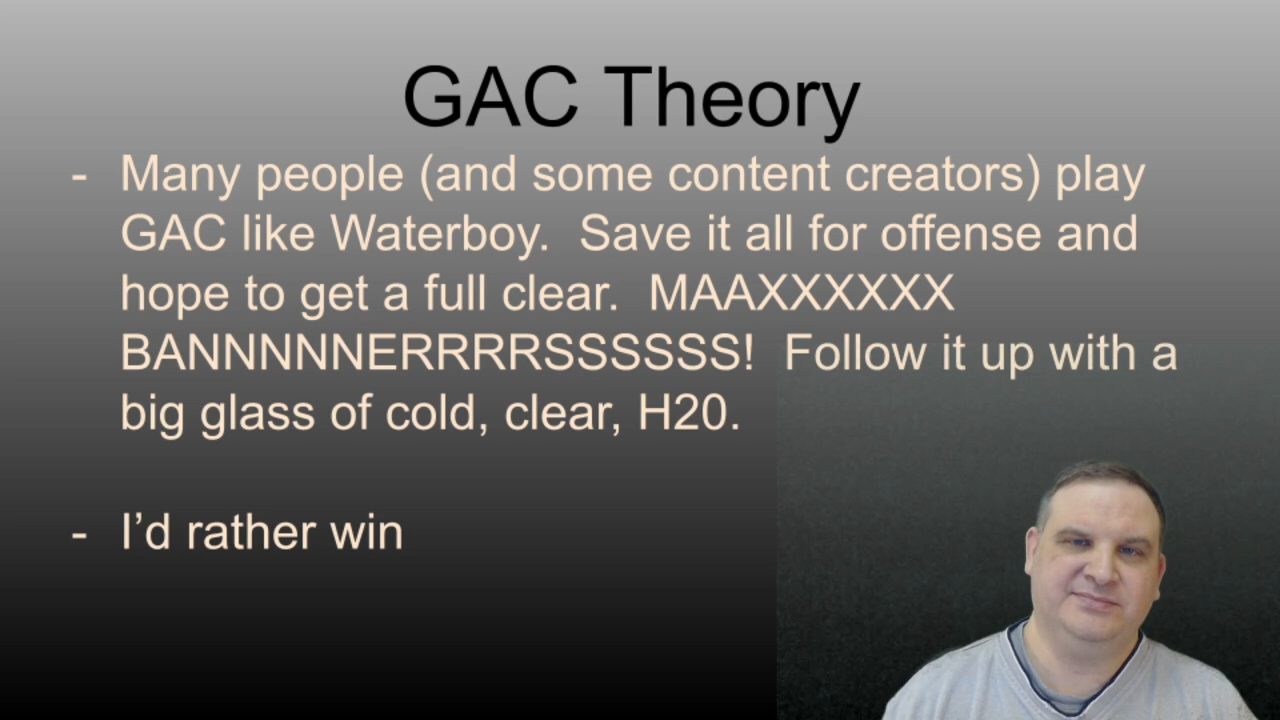 GAC Theory
- Many people (and some content creators) play
GAC like Waterboy.  Save it all for offense and
hope to get a full clear.  MAAXXXXXX
BANNNNNERRRRSSSSSS!  Follow it up with a
big glass of cold, clear, H20.
- I’d rather win